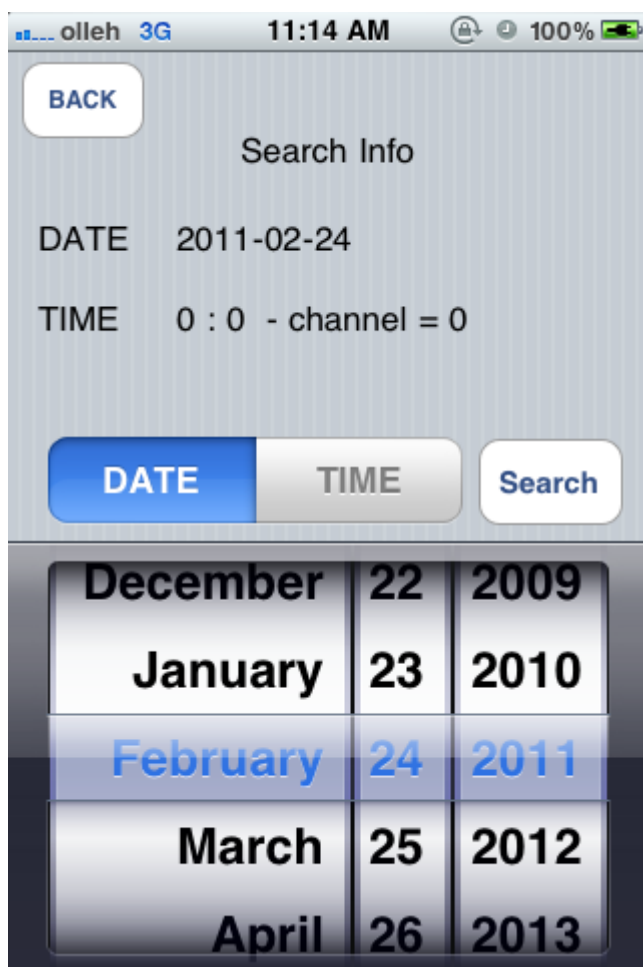 olleh 3G 11:14 AM 100%
BACK
Search Info
DATE 2011-02-24
TIME 0 : 0 - channel = 0
DATE TIME Search
December 22 2009
January 23 2010
February 24 2011
March 25 2012
April 26 2013